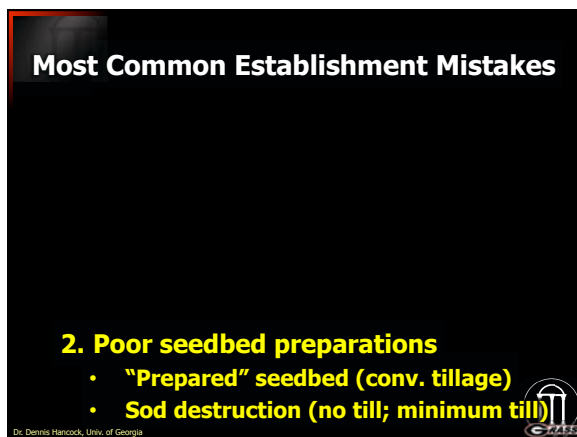 Most Common Establishment Mistakes
2. Poor seedbed preparations
• “Prepared” seedbed (conv. tillage)
• Sod destruction (no till; minimum till)
Dr. Dennis Hancock, Univ. of Georgia
GRASS